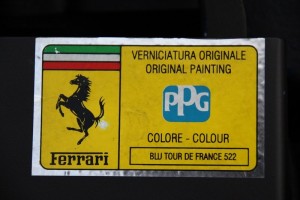 VERNICIATURA ORIGINALE
ORIGINAL PAINTING
PPG
COLORE - COLOUR
BLU TOUR DE FRANCE 522
Ferrari